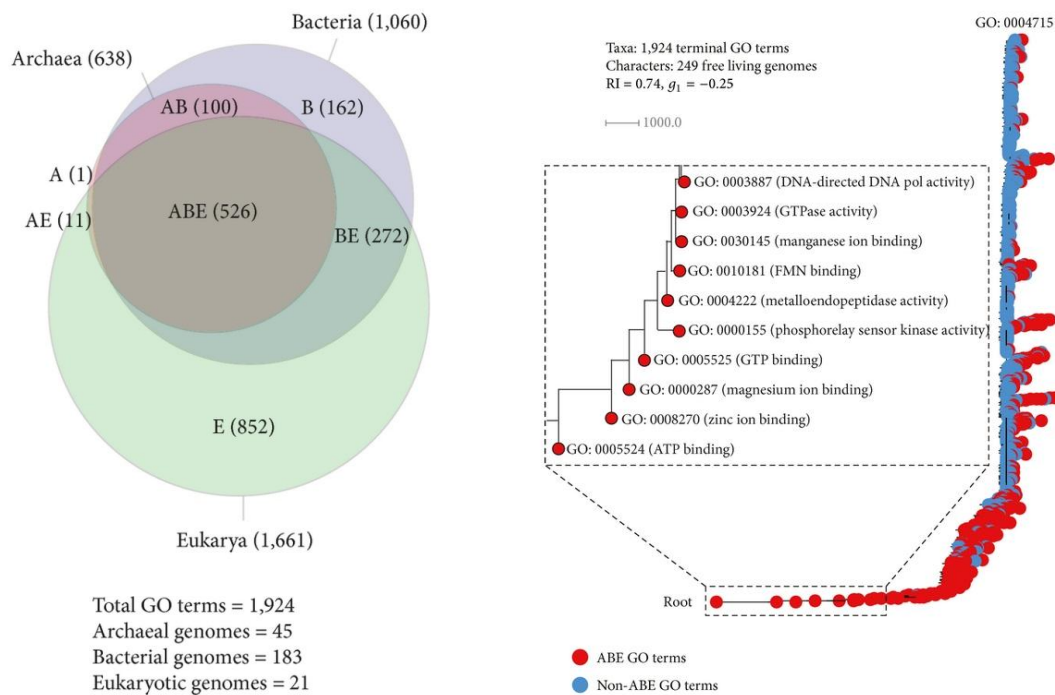 Bacteria (1,060)
Archaea (638)
AB (100)
B (162)
A (1)
AE (11)
ABE (526)
BE (272)
E (852)
Eukarya (1,661)
Total GO terms = 1,924
Archaeal genomes = 45
Bacterial genomes = 183
Eukaryotic genomes = 21
GO: 0004715
Taxa: 1,924 terminal GO terms
Characters: 249 free living genomes
RI = 0.74, g₁ = −0.25
1000.0
GO: 0003887 (DNA-directed DNA pol activity)
GO: 0003924 (GTPase activity)
GO: 0030145 (manganese ion binding)
GO: 0010181 (FMN binding)
GO: 0004222 (metalloendopeptidase activity)
GO: 0000155 (phosphorelay sensor kinase activity)
GO: 0005525 (GTP binding)
GO: 0000287 (magnesium ion binding)
GO: 0008270 (zinc ion binding)
GO: 0005524 (ATP binding)
Root
ABE GO terms
Non-ABE GO terms